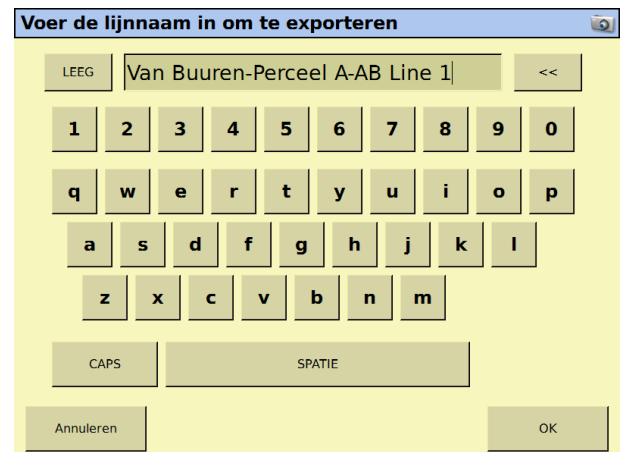 Voer de lijnnaam in om te exporteren
LEEG Van Buuren-Perceel A-AB Line 1 <<
1 2 3 4 5 6 7 8 9 0
q w e r t y u i o p
a s d f g h j k l
z x c v b n m
CAPS SPATIE
Annuleren OK